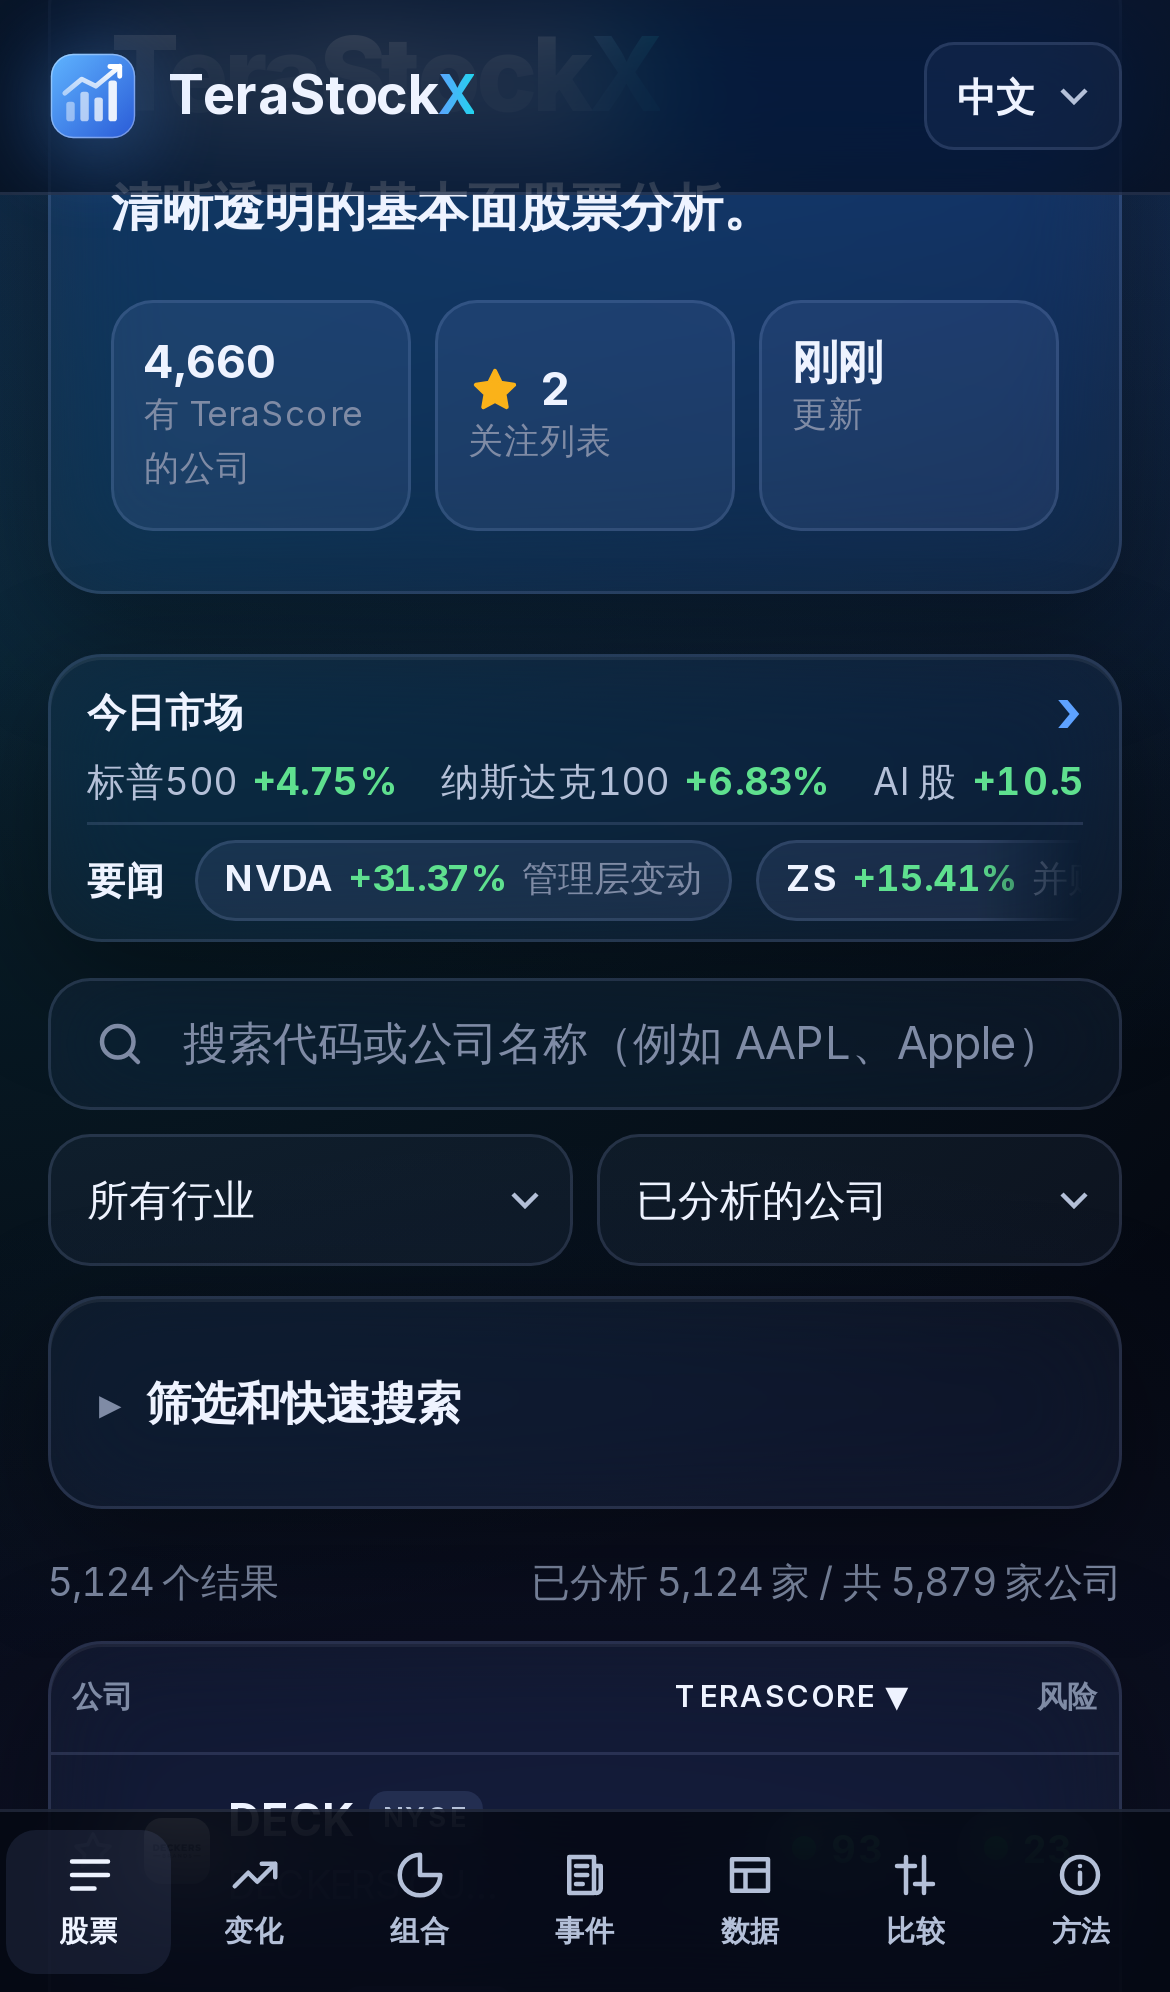 TeraStockX
中文
清晰透明的基本面股票分析。
4,660
有 TeraScore
的公司
2
关注列表
刚刚
更新
今日市场
标普500 +4.75% 纳斯达克100 +6.83% AI 股 +10.5
要闻 NVDA +31.37% 管理层变动 ZS +15.41% 并
搜索代码或公司名称（例如 AAPL、Apple）
所有行业
已分析的公司
▸ 筛选和快速搜索
5,124 个结果
已分析 5,124 家 / 共 5,879 家公司
公司 TERASCORE ▼ 风险
DECK NYSE
93 23
股票 变化 组合 事件 数据 比较 方法